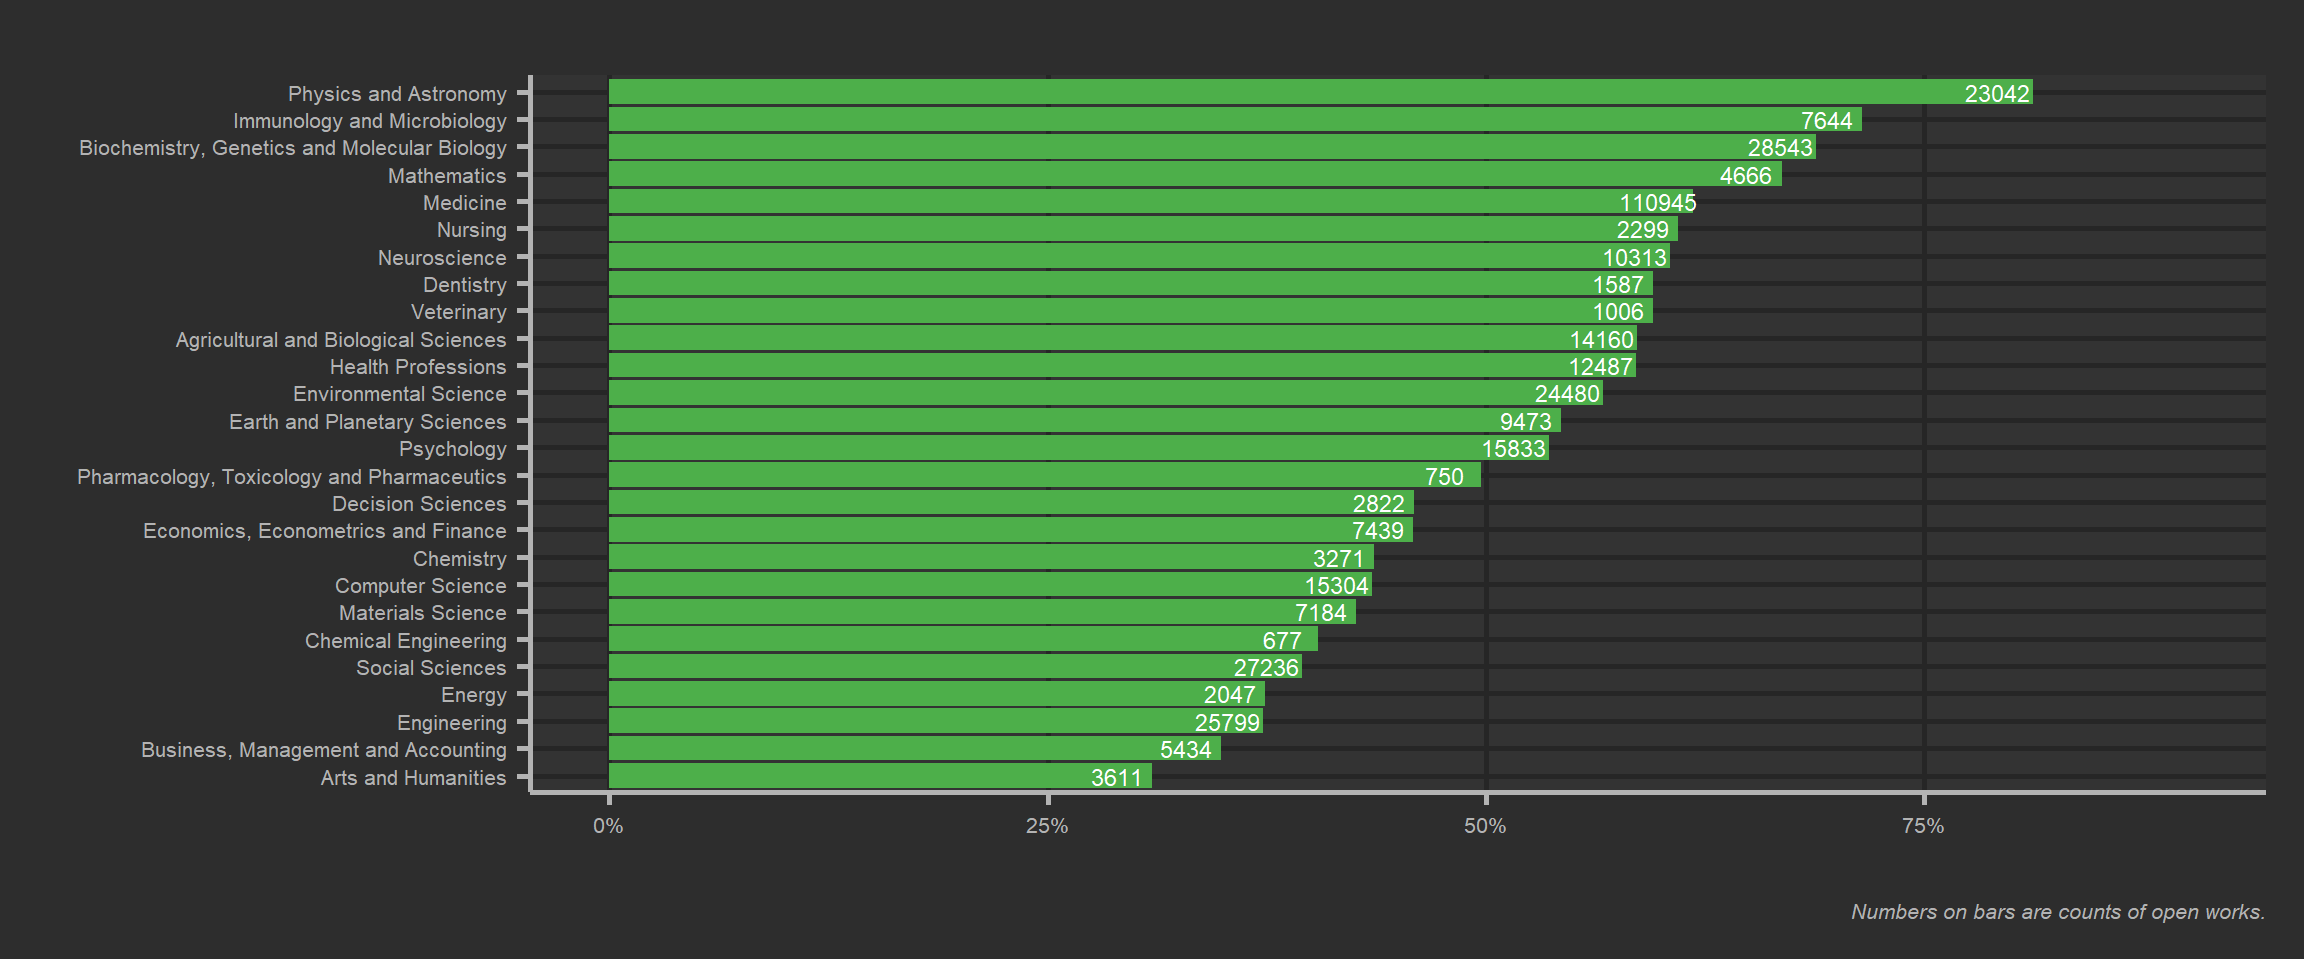 Physics and Astronomy 23042
Immunology and Microbiology 7644
Biochemistry, Genetics and Molecular Biology 28543
Mathematics 4666
Medicine 110945
Nursing 2299
Neuroscience 10313
Dentistry 1587
Veterinary 1006
Agricultural and Biological Sciences 14160
Health Professions 12487
Environmental Science 24480
Earth and Planetary Sciences 9473
Psychology 15833
Pharmacology, Toxicology and Pharmaceutics 750
Decision Sciences 2822
Economics, Econometrics and Finance 7439
Chemistry 3271
Computer Science 15304
Materials Science 7184
Chemical Engineering 677
Social Sciences 27236
Energy 2047
Engineering 25799
Business, Management and Accounting 5434
Arts and Humanities 3611
0% 25% 50% 75%
Numbers on bars are counts of open works.